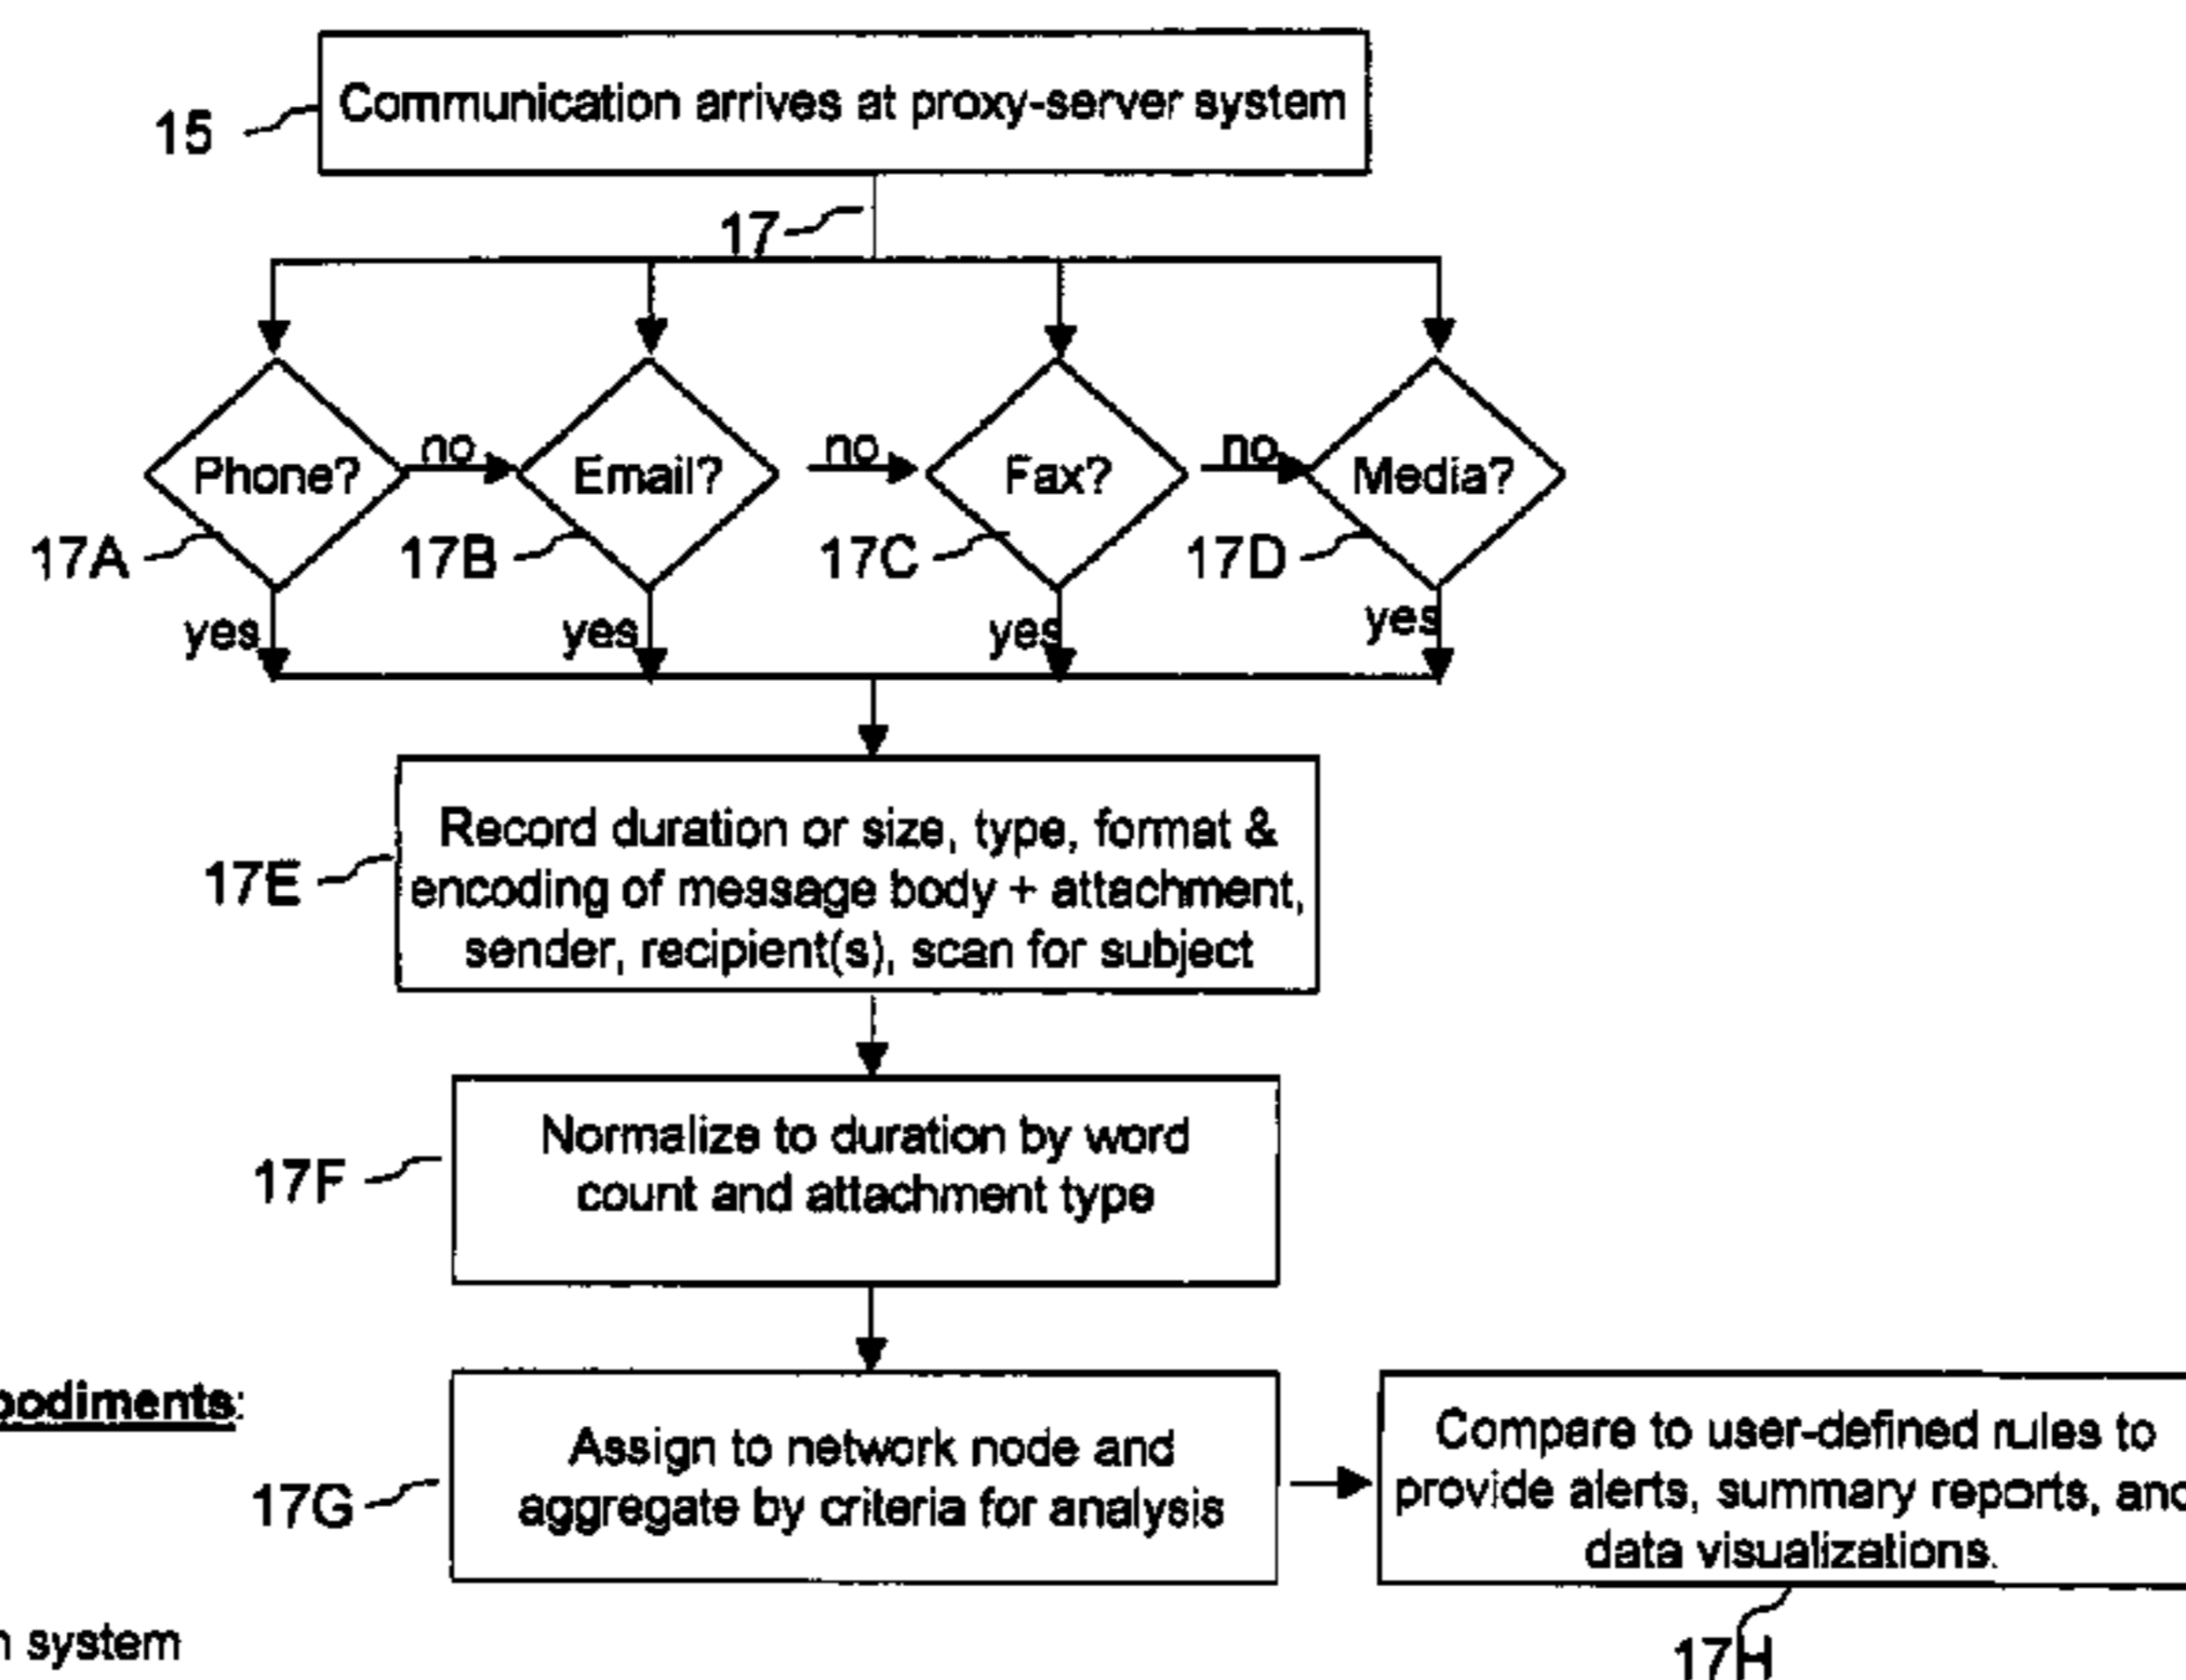 Communication arrives at proxy-server system
15
17
Phone?
no
Email?
no
Fax?
no
Media?
17A
17B
17C
17D
yes
yes
yes
yes
Record duration or size, type, format &
encoding of message body + attachment,
sender, recipient(s), scan for subject
17E
Normalize to duration by word
count and attachment type
17F
Assign to network node and
aggregate by criteria for analysis
17G
Compare to user-defined rules to
provide alerts, summary reports, and
data visualizations.
17H
system